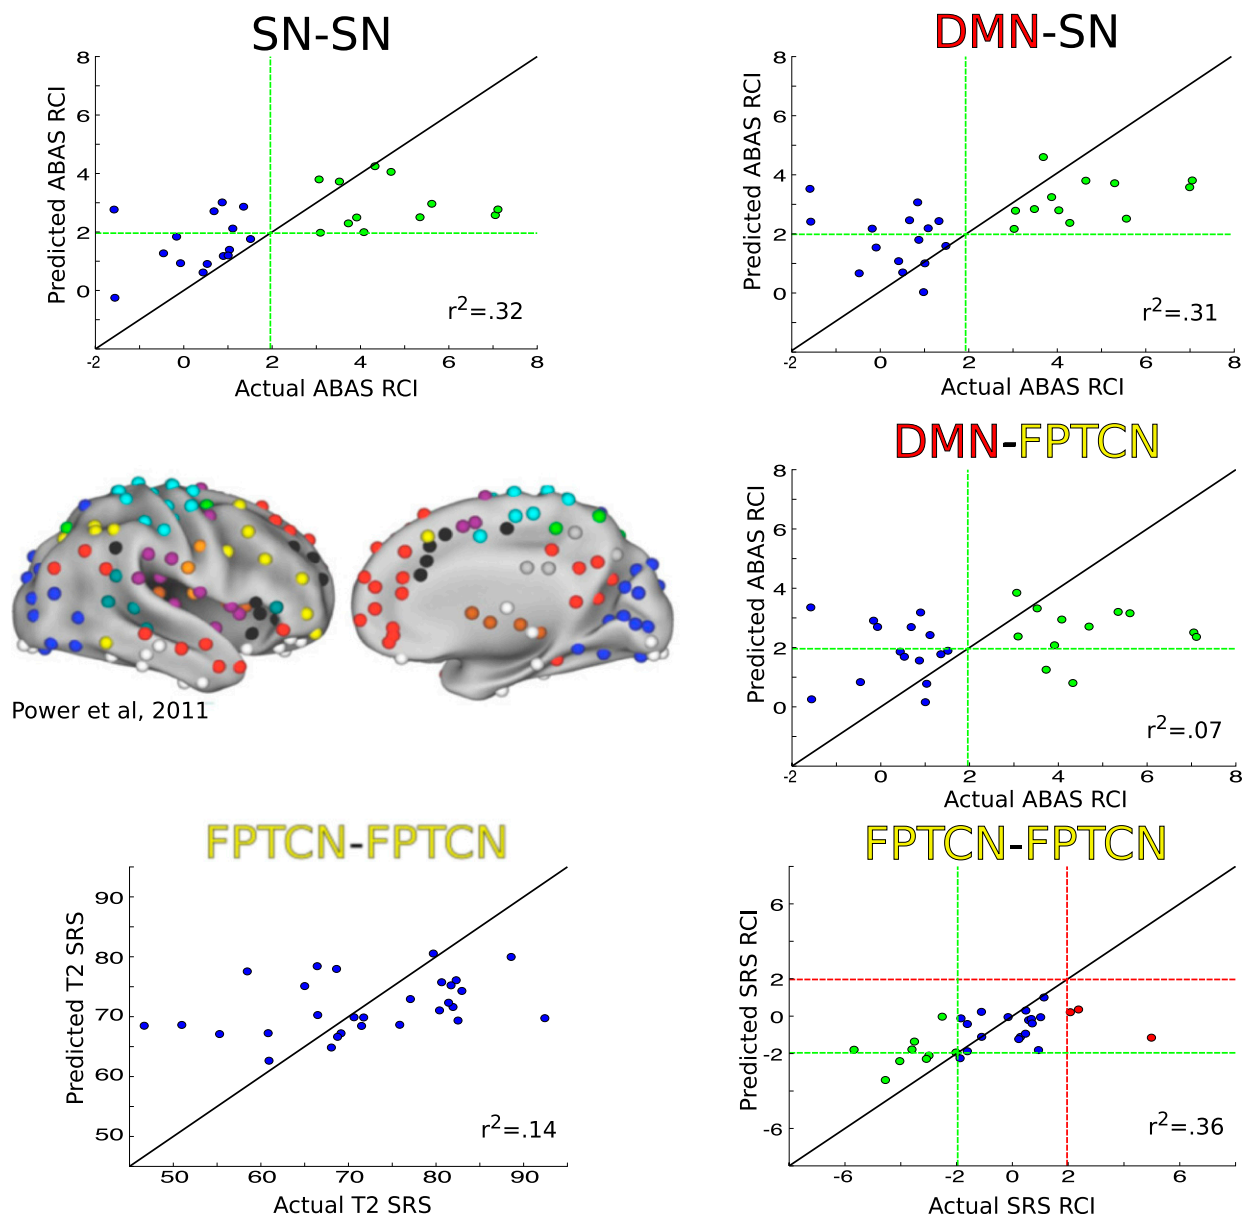 SN-SN
Predicted ABAS RCI
8
6
4
2
0
-2 0 2 4 6 8
r2=.32
Actual ABAS RCI
DMN-SN
Predicted ABAS RCI
8
6
4
2
0
-2 0 2 4 6 8
r2=.31
Actual ABAS RCI
Power et al, 2011
DMN-FPTCN
Predicted ABAS RCI
8
6
4
2
0
-2 0 2 4 6 8
r2=.07
Actual ABAS RCI
FPTCN-FPTCN
Predicted T2 SRS
90
80
70
60
50
50 60 70 80 90
r2=.14
Actual T2 SRS
FPTCN-FPTCN
Predicted SRS RCI
6
2
0
-2
-6
-6 -2 0 2 6
r2=.36
Actual SRS RCI